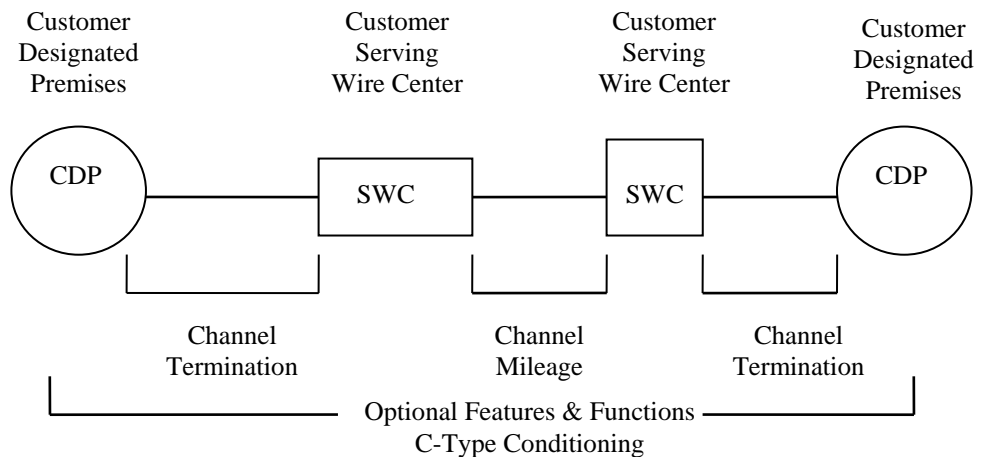 Customer
Designated
Premises
Customer
Serving
Wire Center
Customer
Serving
Wire Center
Customer
Designated
Premises
CDP
SWC
SWC
CDP
Channel
Termination
Channel
Mileage
Channel
Termination
Optional Features & Functions
C-Type Conditioning